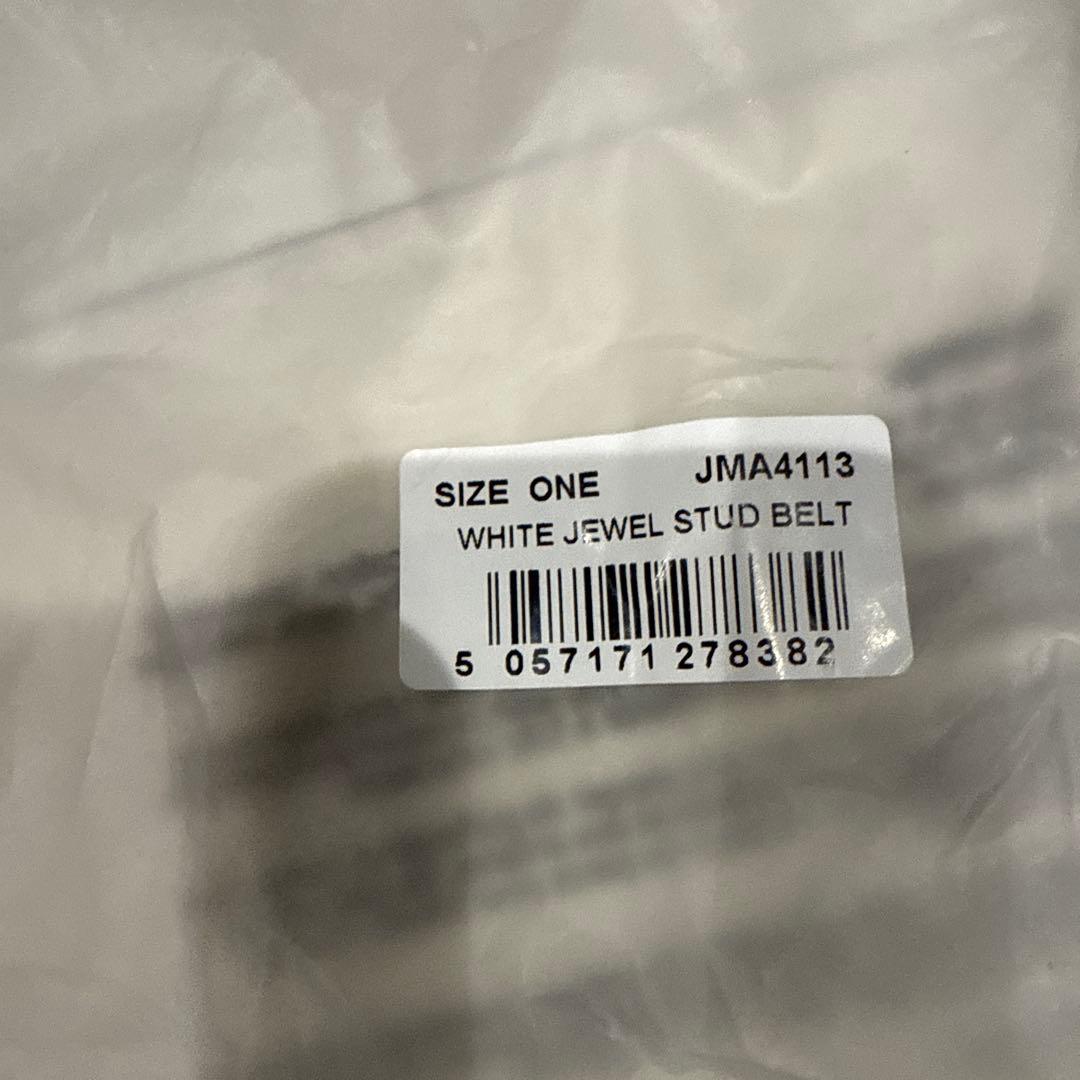 SIZE ONE JMA4113
WHITE JEWEL STUD BELT
5 057171 278382